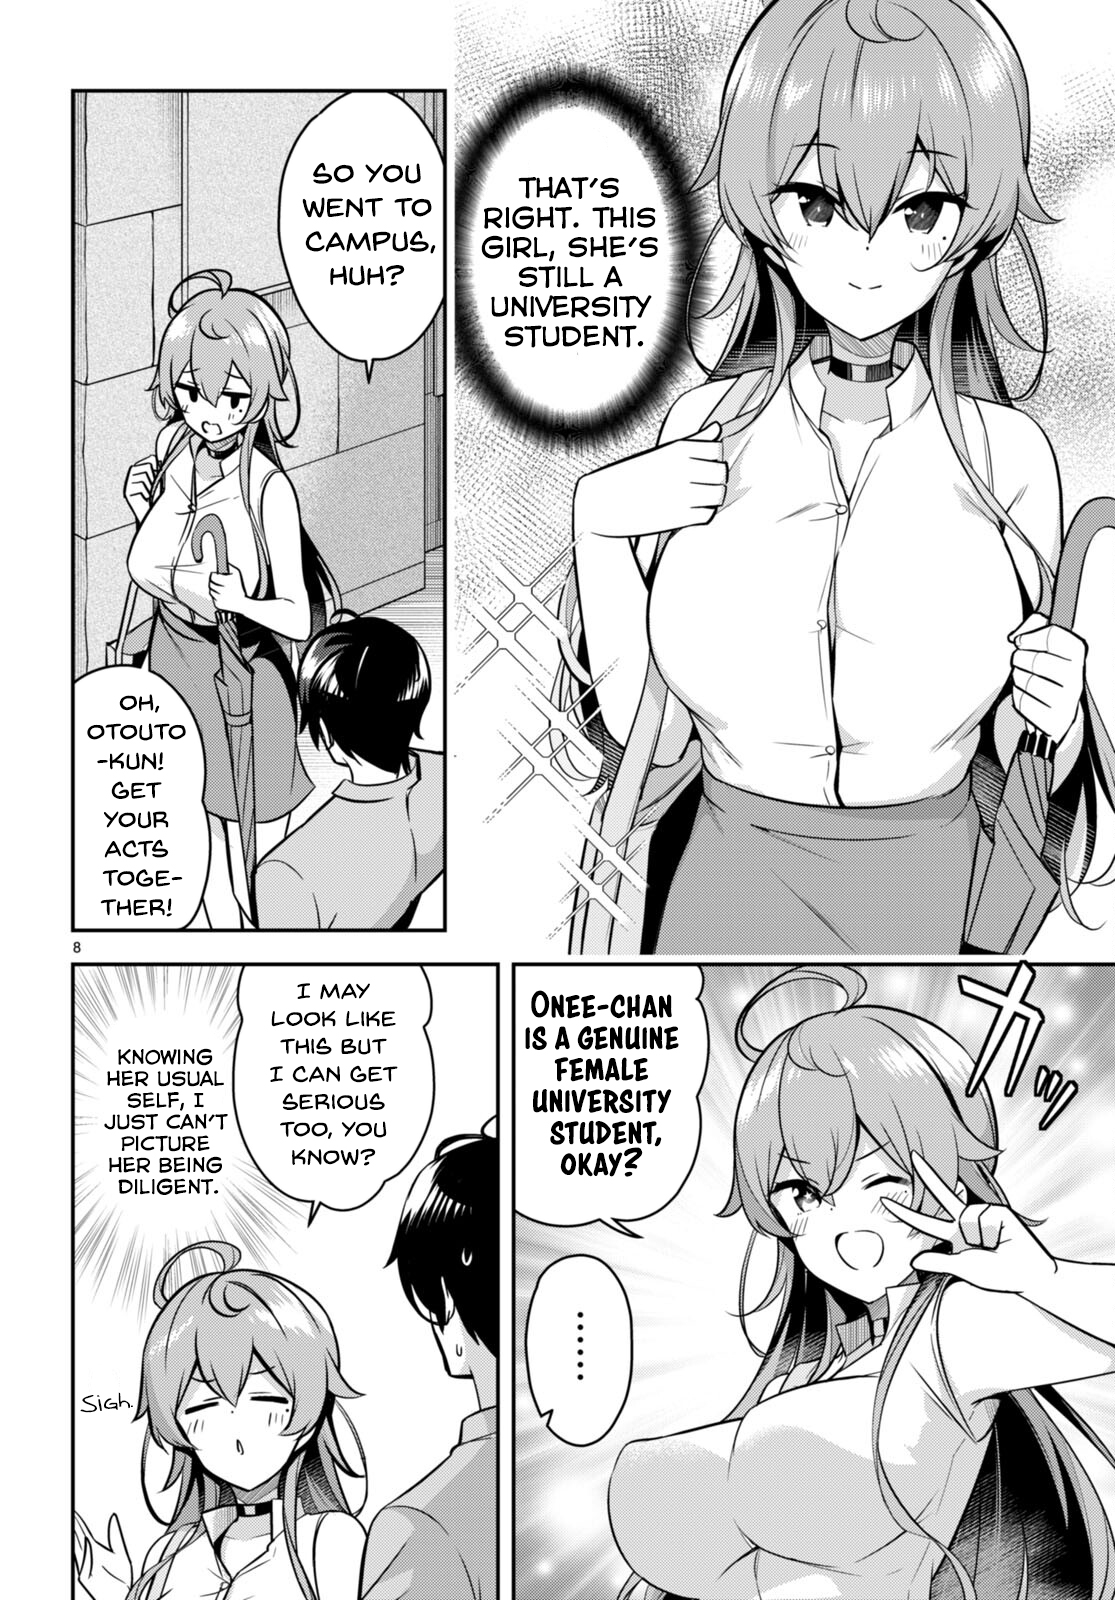 THAT'S
RIGHT. THIS
GIRL, SHE'S
STILL A
UNIVERSITY
STUDENT.
SO YOU
WENT TO
CAMPUS,
HUH?
OH,
OTOUTO
-KUN!
GET
YOUR
ACTS
TOGE-
THER!
8
ONEE-CHAN
IS A GENUINE
FEMALE
UNIVERSITY
STUDENT,
OKAY?
......
I MAY
LOOK LIKE
THIS BUT
I CAN GET
SERIOUS
TOO, YOU
KNOW?
KNOWING
HER USUAL
SELF, I
JUST CAN'T
PICTURE
HER BEING
DILIGENT.
SIGH.